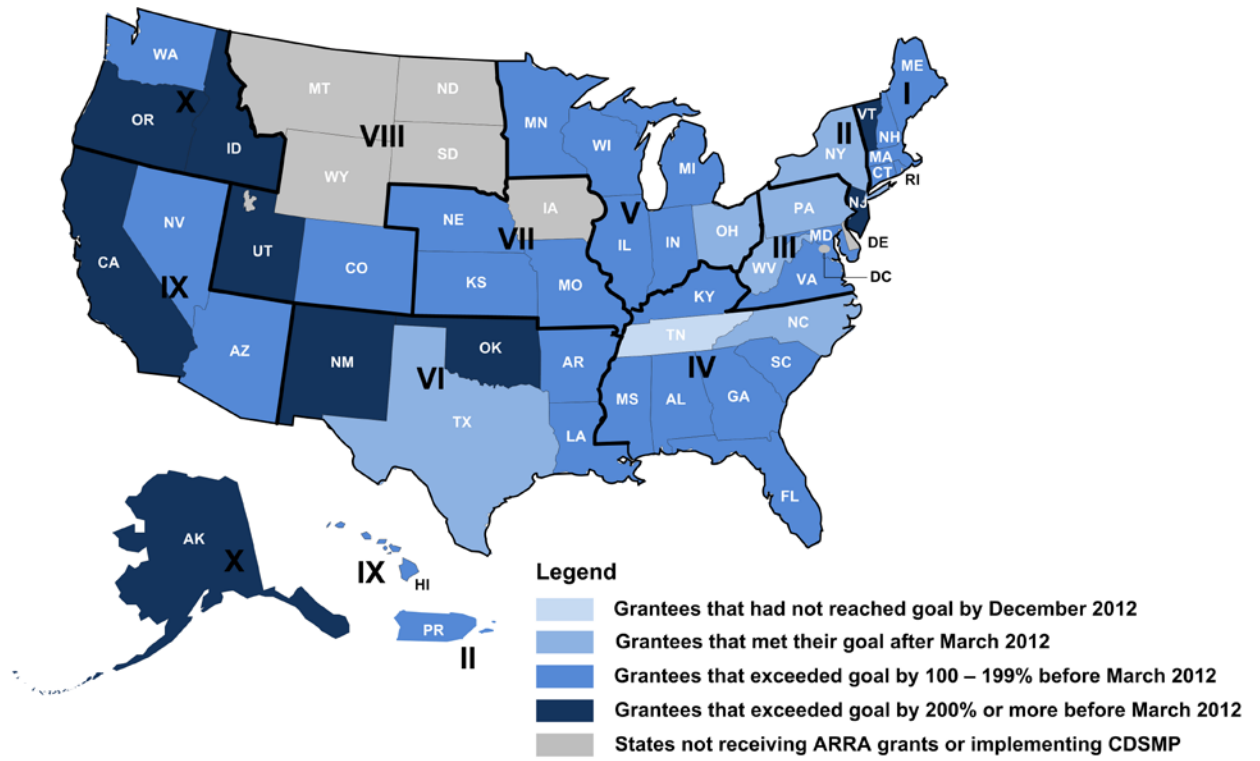 WA
MT
ND
MN
ME
I
X
OR
ID
VIII
SD
WY
WI
MI
II
NY
VT
NH
MA
CT
RI
NV
NE
IA
V
IL
IN
OH
PA
NJ
III
MD
DE
DC
WV
VA
CA
UT
CO
VII
KS
MO
KY
IX
AZ
NM
OK
AR
TN
NC
IV
SC
VI
TX
LA
MS
AL
GA
FL
AK
X
IX
HI
PR
II
Legend
Grantees that had not reached goal by December 2012
Grantees that met their goal after March 2012
Grantees that exceeded goal by 100 – 199% before March 2012
Grantees that exceeded goal by 200% or more before March 2012
States not receiving ARRA grants or implementing CDSMP